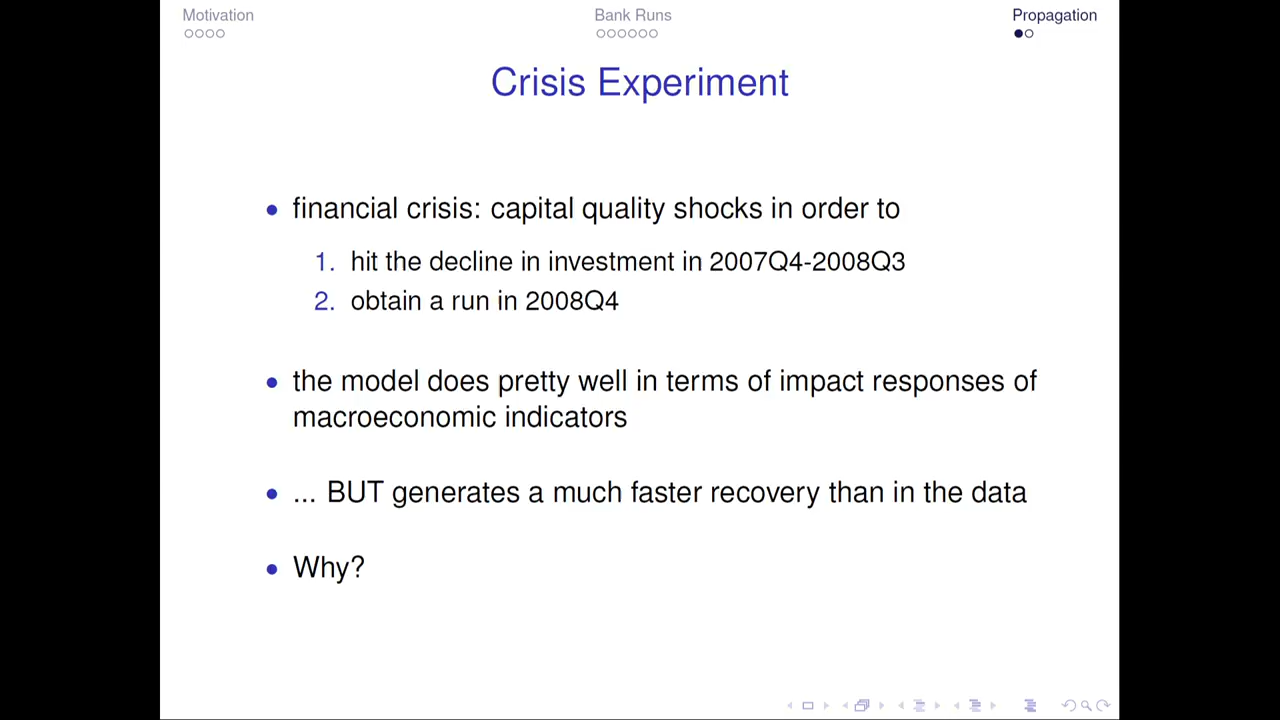 Motivation
Bank Runs
Propagation
Crisis Experiment
• financial crisis: capital quality shocks in order to
1. hit the decline in investment in 2007Q4-2008Q3
2. obtain a run in 2008Q4
• the model does pretty well in terms of impact responses of
macroeconomic indicators
• ... BUT generates a much faster recovery than in the data
• Why?